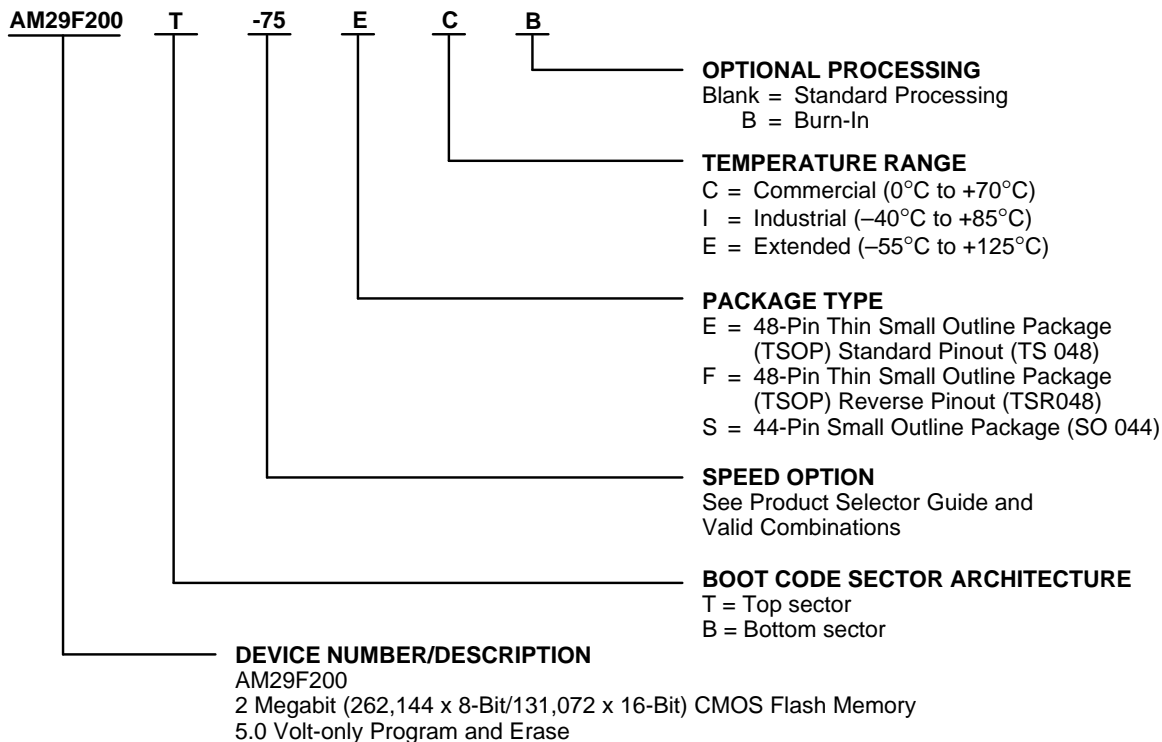 AM29F200 T -75 E C B
OPTIONAL PROCESSING
Blank = Standard Processing
B = Burn-In
TEMPERATURE RANGE
C = Commercial (0°C to +70°C)
I = Industrial (–40°C to +85°C)
E = Extended (–55°C to +125°C)
PACKAGE TYPE
E = 48-Pin Thin Small Outline Package
(TSOP) Standard Pinout (TS 048)
F = 48-Pin Thin Small Outline Package
(TSOP) Reverse Pinout (TSR048)
S = 44-Pin Small Outline Package (SO 044)
SPEED OPTION
See Product Selector Guide and
Valid Combinations
BOOT CODE SECTOR ARCHITECTURE
T = Top sector
B = Bottom sector
DEVICE NUMBER/DESCRIPTION
AM29F200
2 Megabit (262,144 x 8-Bit/131,072 x 16-Bit) CMOS Flash Memory
5.0 Volt-only Program and Erase